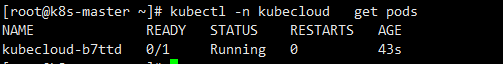 [root@k8s-master ~]# kubectl -n kubecloud   get pods
NAME              READY   STATUS    RESTARTS   AGE
kubecloud-b7ttd   0/1     Running   0          43s